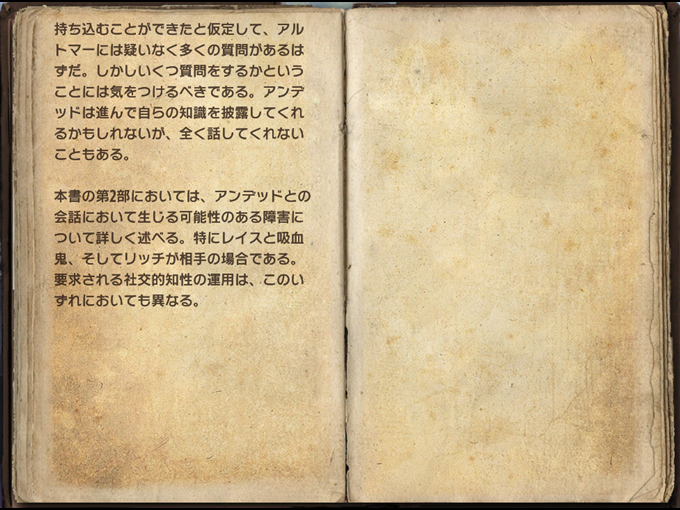 持ち込むことができたと仮定して、アル
トマーには疑いなく多くの質問があるは
ずだ。しかしいくつ質問をするかという
ことには気をつけるべきである。アンデ
ッドは進んで自らの知識を披露してくれ
るかもしれないが、全く話してくれない
こともある。
本書の第2部においては、アンデッドとの
会話において生じる可能性のある障害に
ついて詳しく述べる。特にレイスと吸血
鬼、そしてリッチが相手の場合である。
要求される社交的知性の運用は、このい
ずれにおいても異なる。